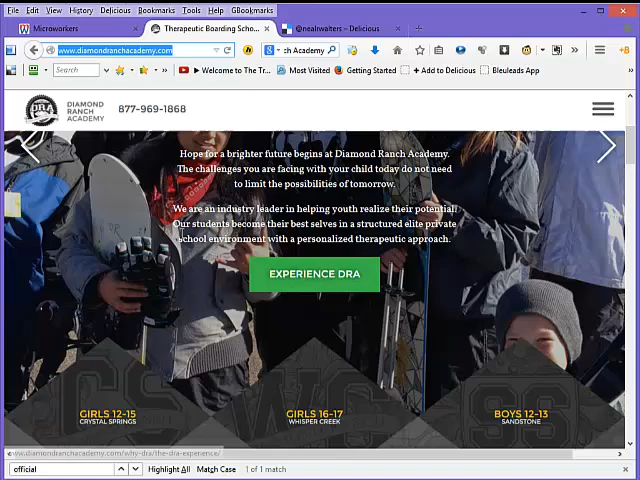 File Edit View History Delicious Bookmarks Tools Help GBookmarks
Microworkers
Therapeutic Boarding Scho...
@nealrwalters – Delicious
www.diamondranchacademy.com
ch Academy
Search
Welcome to The Tr...
Most Visited
Getting Started
+ Add to Delicious
Bleuleads App
DRA
DIAMOND
RANCH
ACADEMY
877-969-1868
Hope for a brighter future begins at Diamond Ranch Academy.
The challenges you are facing with your child today do not need
to limit the possibilities of tomorrow.
We are an industry leader in helping youth realize their potential.
Our students become their best selves in a structured elite private
school environment with a personalized therapeutic approach.
EXPERIENCE DRA
CS WC SS
GIRLS 12-15
CRYSTAL SPRINGS
GIRLS 16-17
WHISPER CREEK
BOYS 12-13
SANDSTONE
www.diamondranchacademy.com/why-dra/the-dra-experience/
official
Highlight All
Match Case
1 of 1 match